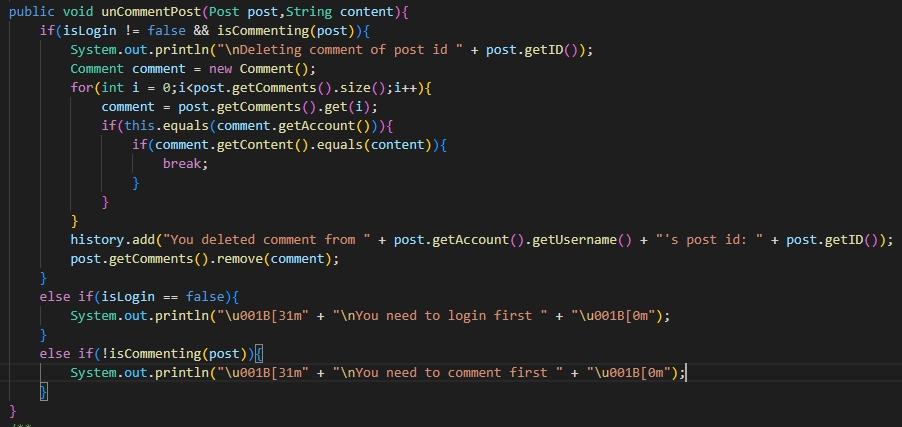 public void unCommentPost(Post post,String content){
if(isLogin != false && isCommenting(post)){
System.out.println("\nDeleting comment of post id " + post.getID());
Comment comment = new Comment();
for(int i = 0;i<post.getComments().size();i++){
comment = post.getComments().get(i);
if(this.equals(comment.getAccount())){
if(comment.getContent().equals(content)){
break;
}
}
}
history.add("You deleted comment from " + post.getAccount().getUsername() + "'s post id: " + post.getID());
post.getComments().remove(comment);
}
else if(isLogin == false){
System.out.println("\u001B[31m" + "\nYou need to login first " + "\u001B[0m");
}
else if(!isCommenting(post)){
System.out.println("\u001B[31m" + "\nYou need to comment first " + "\u001B[0m");
}
}
/**